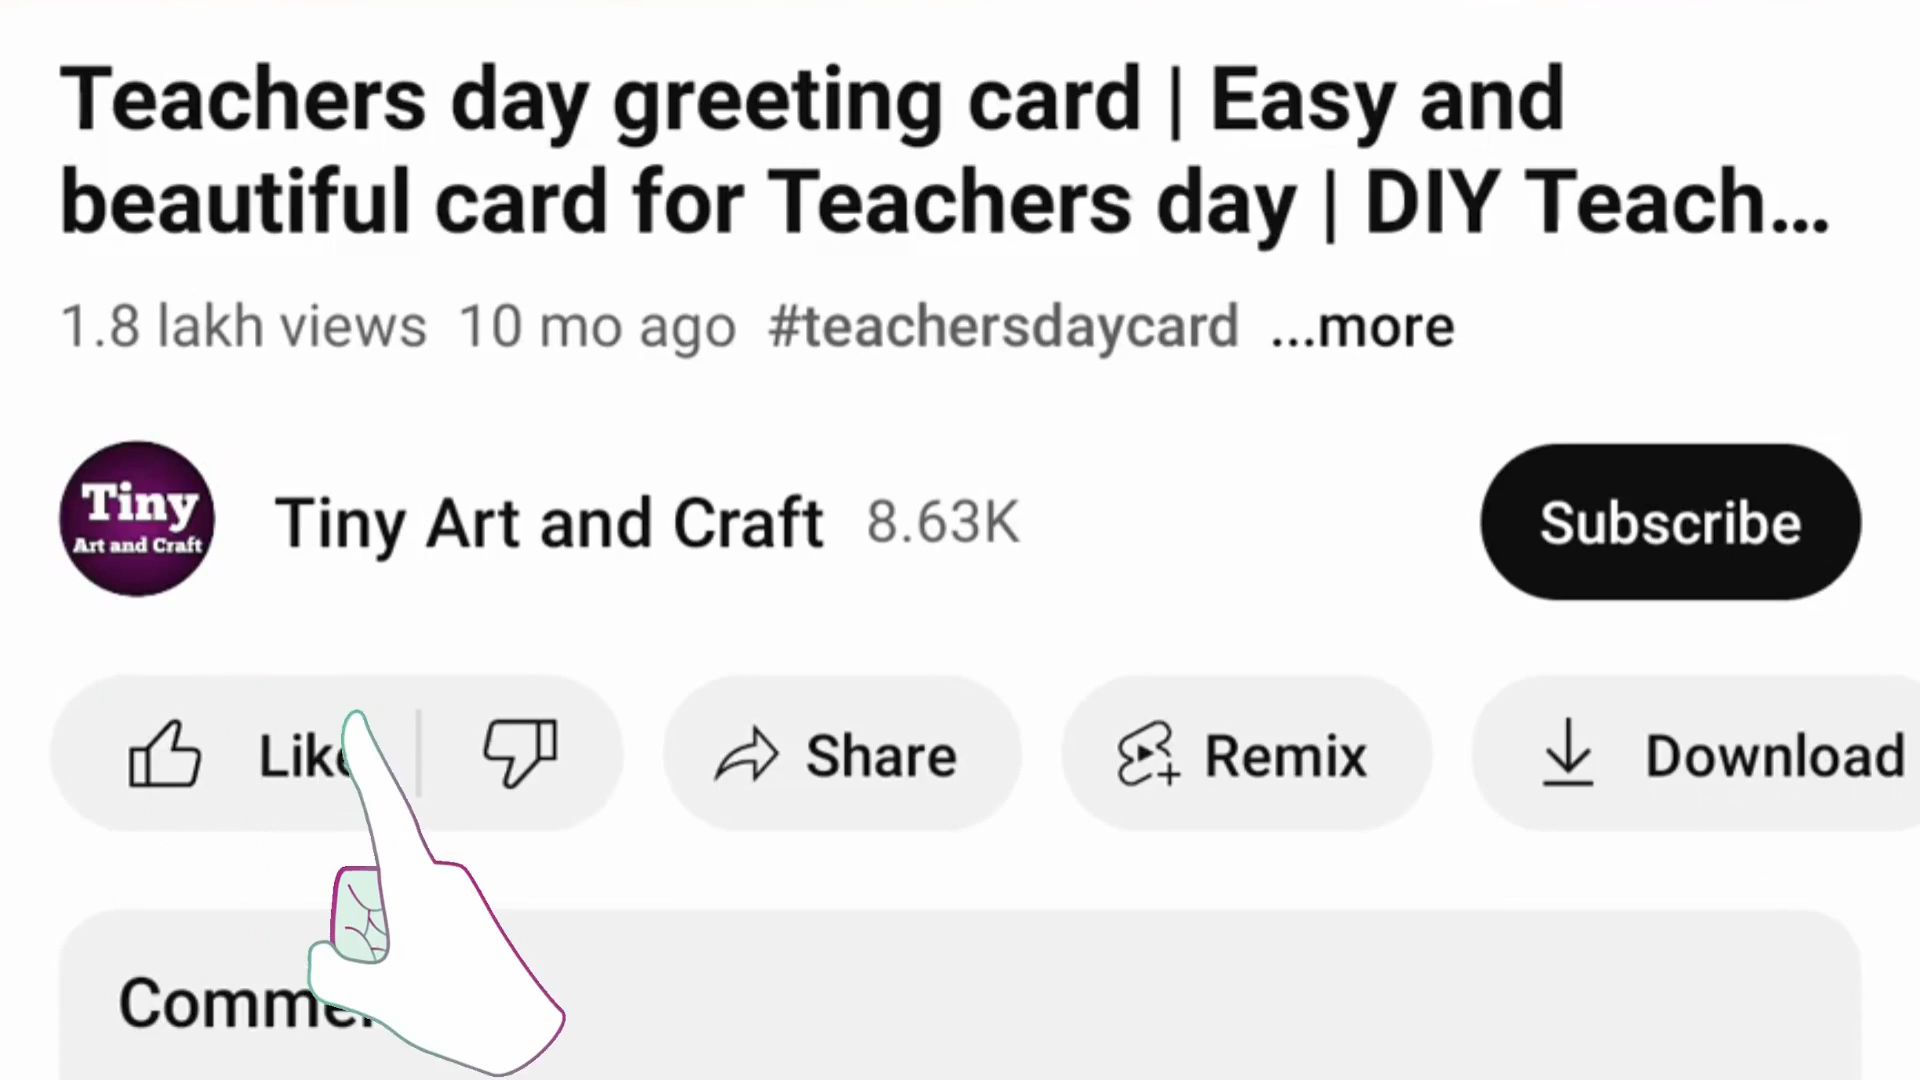 Teachers day greeting card | Easy and
beautiful card for Teachers day | DIY Teach...
1.8 lakh views 10 mo ago #teachersdaycard ...more
Tiny
Art and Craft
Tiny Art and Craft 8.63K
Subscribe
Like Share Remix Download